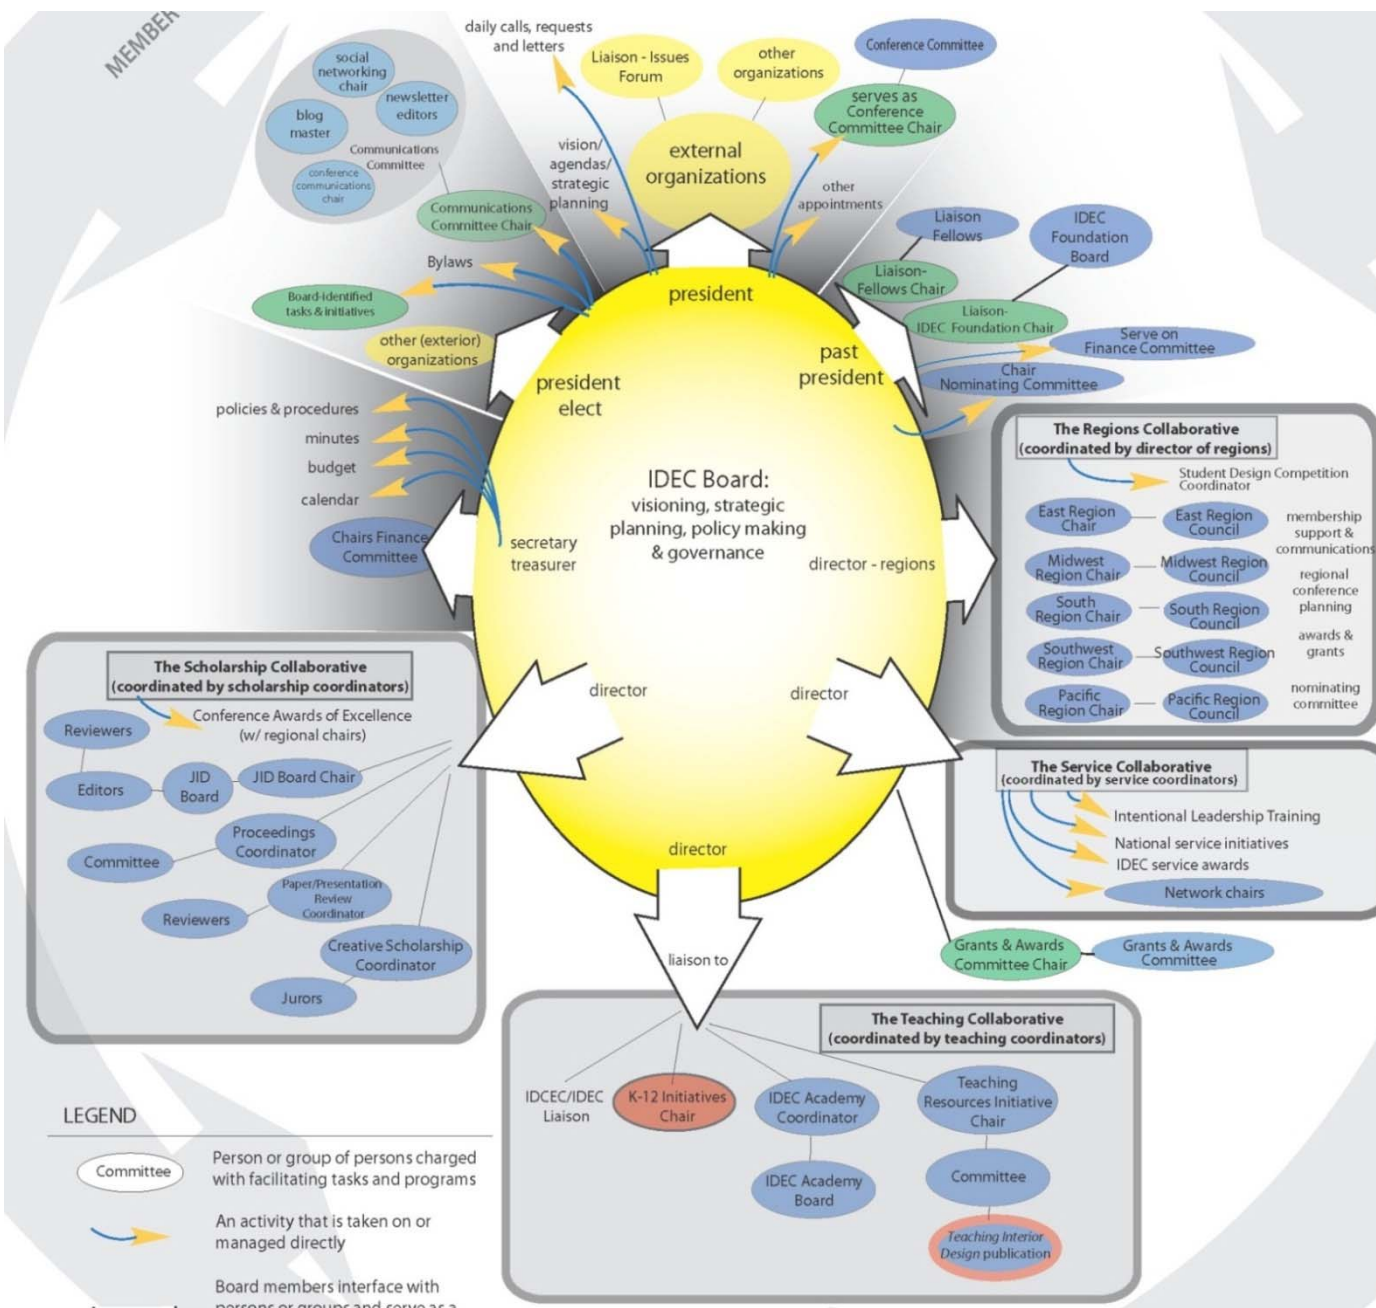 MEMBER
daily calls, requests
and letters
Liaison - Issues
Forum
other
organizations
Conference Committee
serves as
Conference
Committee Chair
external
organizations
other
appointments
vision/
agendas/
strategic
planning
social
networking
chair
newsletter
editors
blog
master
Communications
Committee
conference
communications
chair
Communications
Committee Chair
Bylaws
Board-identified
tasks & initiatives
other (exterior)
organizations
president
president
elect
past
president
Liaison
Fellows
IDEC
Foundation
Board
Liaison-
Fellows Chair
Liaison-
IDEC Foundation Chair
Serve on
Finance Committee
Chair
Nominating Committee
policies & procedures
minutes
budget
calendar
Chairs Finance
Committee
secretary
treasurer
IDEC Board:
visioning, strategic
planning, policy making
& governance
director - regions
The Regions Collaborative
(coordinated by director of regions)
Student Design Competition
Coordinator
East Region
Chair
East Region
Council
Midwest
Region Chair
Midwest Region
Council
South
Region Chair
South Region
Council
Southwest
Region Chair
Southwest Region
Council
Pacific
Region Chair
Pacific Region
Council
membership
support &
communications
regional
conference
planning
awards &
grants
nominating
committee
director
director
director
liaison to
The Scholarship Collaborative
(coordinated by scholarship coordinators)
Conference Awards of Excellence
(w/ regional chairs)
Reviewers
Editors
JID
Board
JID Board Chair
Proceedings
Coordinator
Committee
Paper/Presentation
Review
Coordinator
Reviewers
Creative Scholarship
Coordinator
Jurors
The Service Collaborative
(coordinated by service coordinators)
Intentional Leadership Training
National service initiatives
IDEC service awards
Network chairs
Grants & Awards
Committee Chair
Grants & Awards
Committee
The Teaching Collaborative
(coordinated by teaching coordinators)
IDCEC/IDEC
Liaison
K-12 Initiatives
Chair
IDEC Academy
Coordinator
IDEC Academy
Board
Teaching
Resources Initiative
Chair
Committee
Teaching Interior
Design publication
LEGEND
Committee
Person or group of persons charged
with facilitating tasks and programs
An activity that is taken on or
managed directly
Board members interface with
persons or groups and serve as a